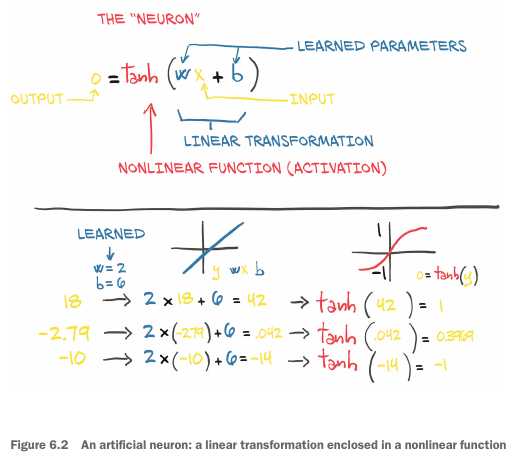 THE "NEURON"
LEARNED PARAMETERS
o = tanh (w x + b)
OUTPUT
INPUT
LINEAR TRANSFORMATION
NONLINEAR FUNCTION (ACTIVATION)
LEARNED
w = 2
b = 6
y w x b
1
-1
o = tanh(y)
18 → 2 × 18 + 6 = 42 → tanh (42) = 1
-2.79 → 2 × (-2.79) + 6 = .042 → tanh (.042) = 0.3969
-10 → 2 × (-10) + 6 = -14 → tanh (-14) = -1
Figure 6.2 An artificial neuron: a linear transformation enclosed in a nonlinear function